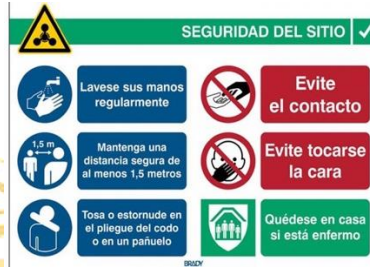 SEGURIDAD DEL SITIO
Lavese sus manos
regularmente
Evite
el contacto
1,5 m
Mantenga una
distancia segura de
al menos 1,5 metros
Evite tocarse
la cara
Tosa o estornude en
el pliegue del codo
o en un pañuelo
Quédese en casa
si está enfermo
BRADY